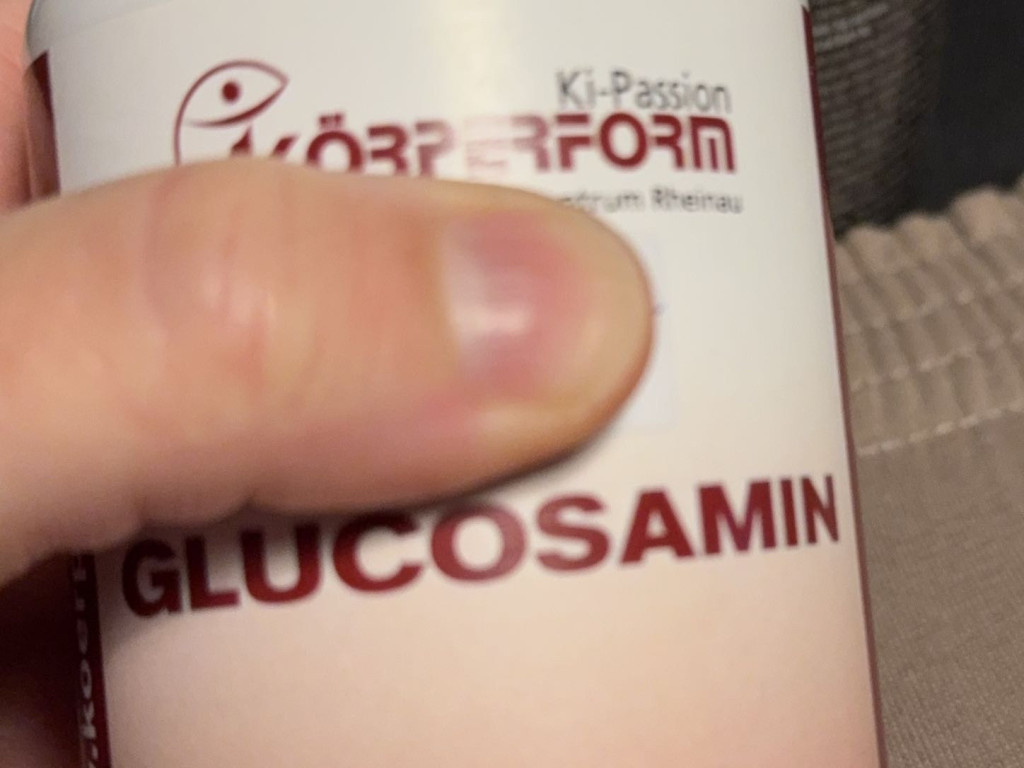 Ki-Passion
KÖRPERFORM
Rheinau
GLUCOSAMIN